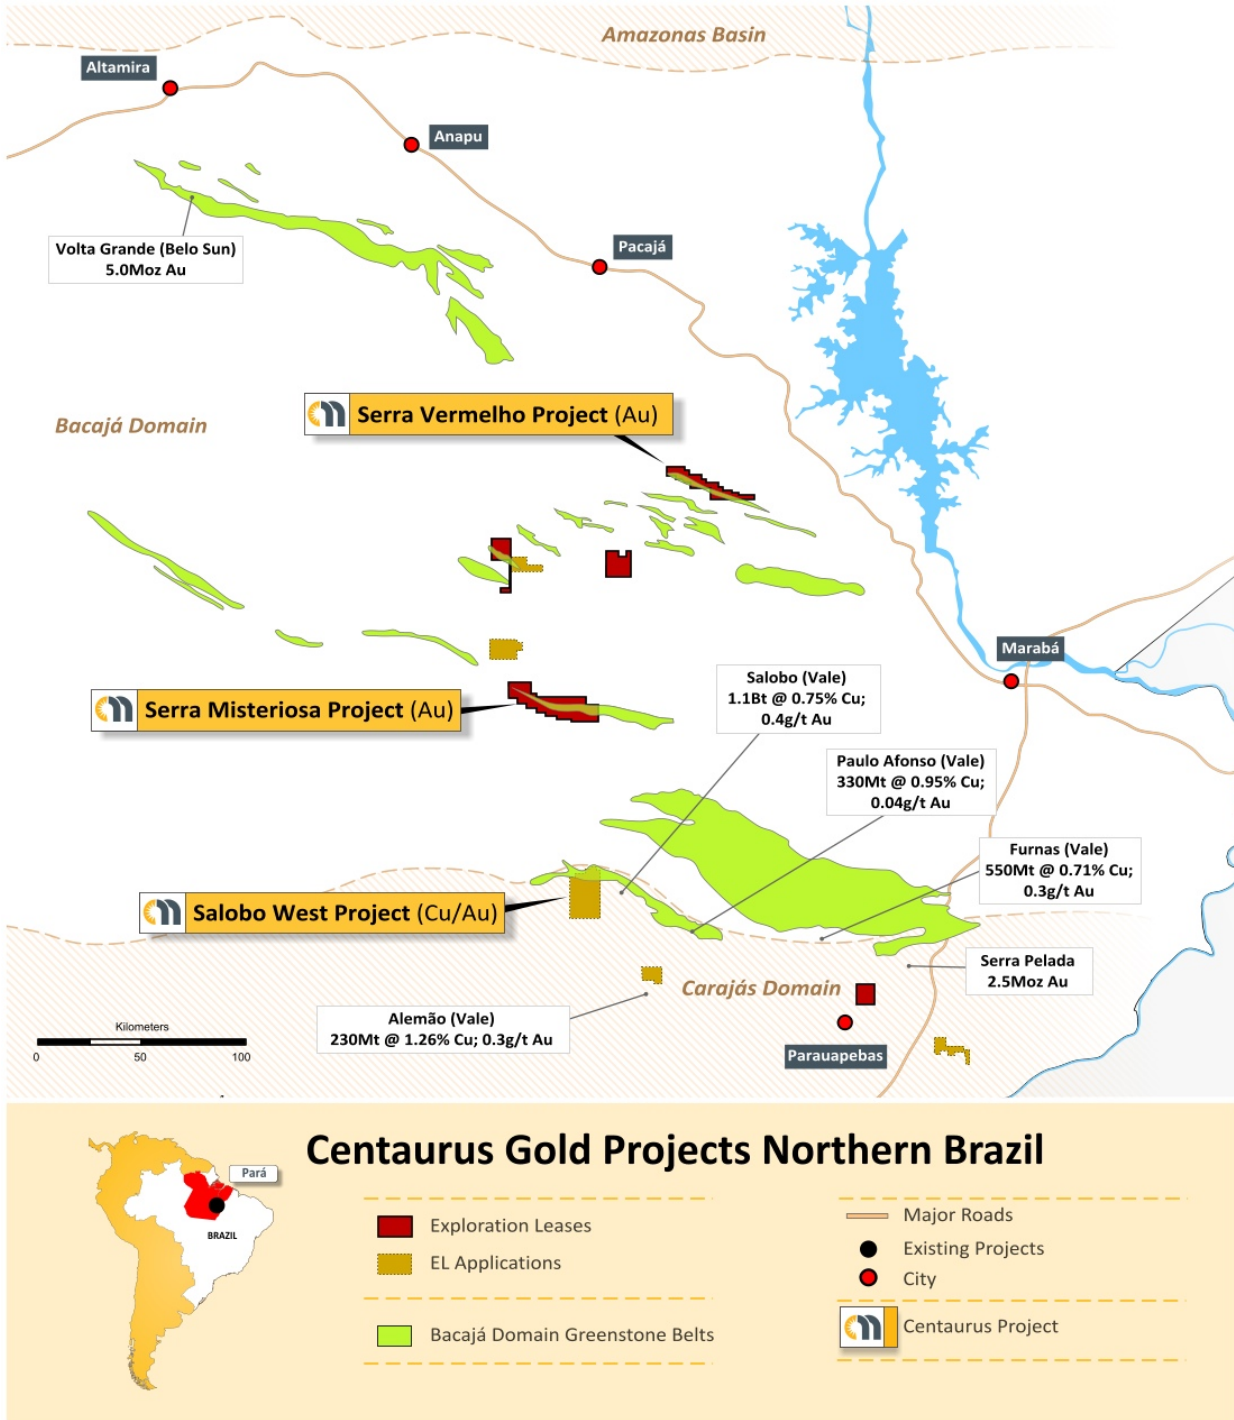 Amazonas Basin
Altamira
Anapu
Volta Grande (Belo Sun)
5.0Moz Au
Pacajá
Serra Vermelho Project (Au)
Bacajá Domain
Marabá
Salobo (Vale)
1.1Bt @ 0.75% Cu;
0.4g/t Au
Serra Misteriosa Project (Au)
Paulo Afonso (Vale)
330Mt @ 0.95% Cu;
0.04g/t Au
Furnas (Vale)
550Mt @ 0.71% Cu;
0.3g/t Au
Salobo West Project (Cu/Au)
Serra Pelada
2.5Moz Au
Carajás Domain
Alemão (Vale)
230Mt @ 1.26% Cu; 0.3g/t Au
Kilometers
0 50 100
Parauapebas
Centaurus Gold Projects Northern Brazil
Pará
BRAZIL
Exploration Leases
EL Applications
Bacajá Domain Greenstone Belts
Major Roads
Existing Projects
City
Centaurus Project